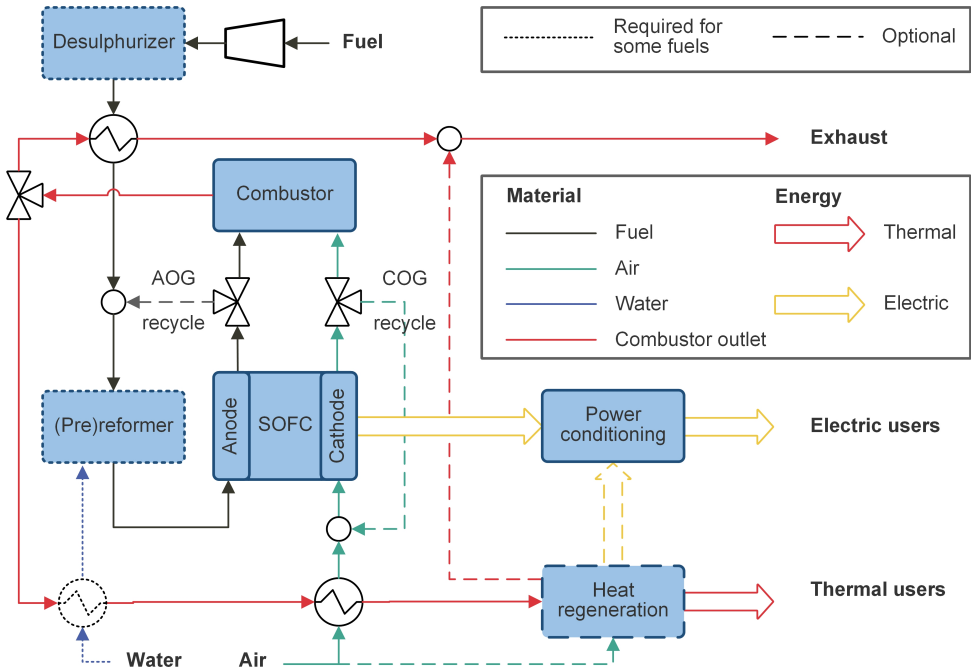 Desulphurizer
Fuel
Required for
some fuels
Optional
Exhaust
Combustor
Material
Energy
Fuel
Thermal
Air
AOG
COG
Water
Electric
recycle
recycle
Combustor outlet
(Pre)reformer
Anode
SOFC
Cathode
Power
conditioning
Electric users
Heat
regeneration
Thermal users
Water
Air